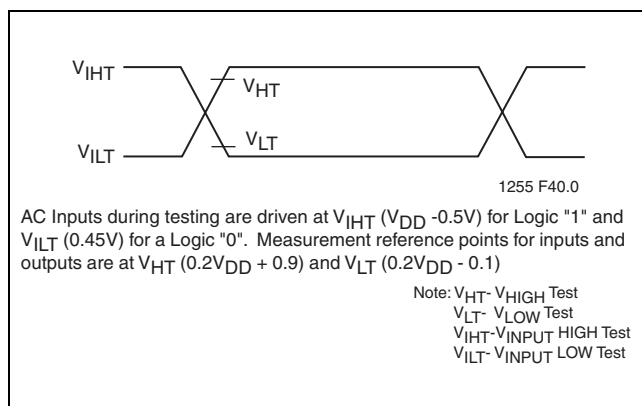 VIHT
VHT
VLT
VILT
1255 F40.0
AC Inputs during testing are driven at VIHT (VDD -0.5V) for Logic "1" and
VILT (0.45V) for a Logic "0".  Measurement reference points for inputs and
outputs are at VHT (0.2VDD + 0.9) and VLT (0.2VDD - 0.1)
Note: VHT- VHIGH Test
VLT- VLOW Test
VIHT-VINPUT HIGH Test
VILT- VINPUT LOW Test